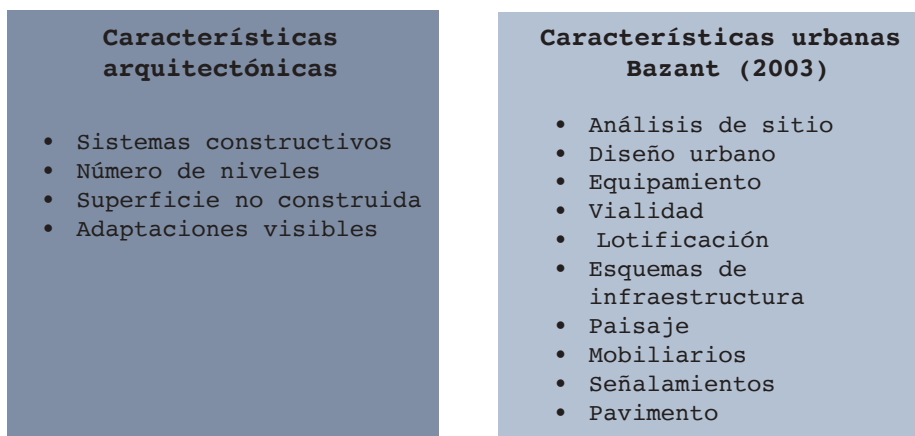 Características
arquitectónicas
• Sistemas constructivos
• Número de niveles
• Superficie no construida
• Adaptaciones visibles
Características urbanas
Bazant (2003)
• Análisis de sitio
• Diseño urbano
• Equipamiento
• Vialidad
• Lotificación
• Esquemas de
infraestructura
• Paisaje
• Mobiliarios
• Señalamientos
• Pavimento